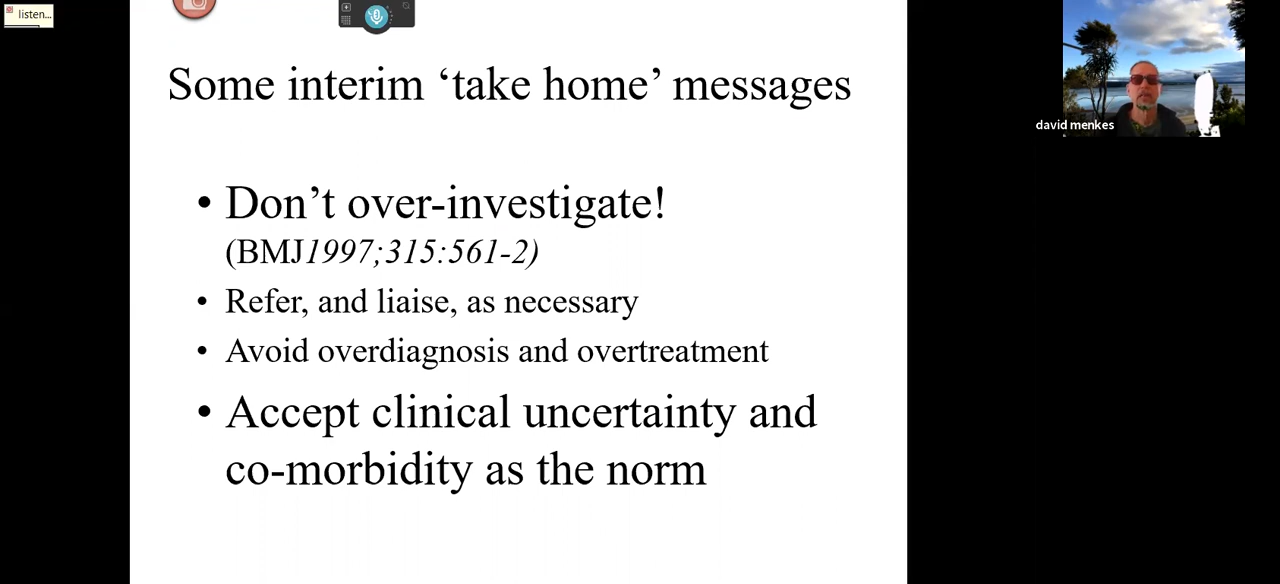 listen...
Some interim ‘take home’ messages
• Don’t over-investigate!
(BMJ1997;315:561-2)
• Refer, and liaise, as necessary
• Avoid overdiagnosis and overtreatment
• Accept clinical uncertainty and
co-morbidity as the norm
david menkes